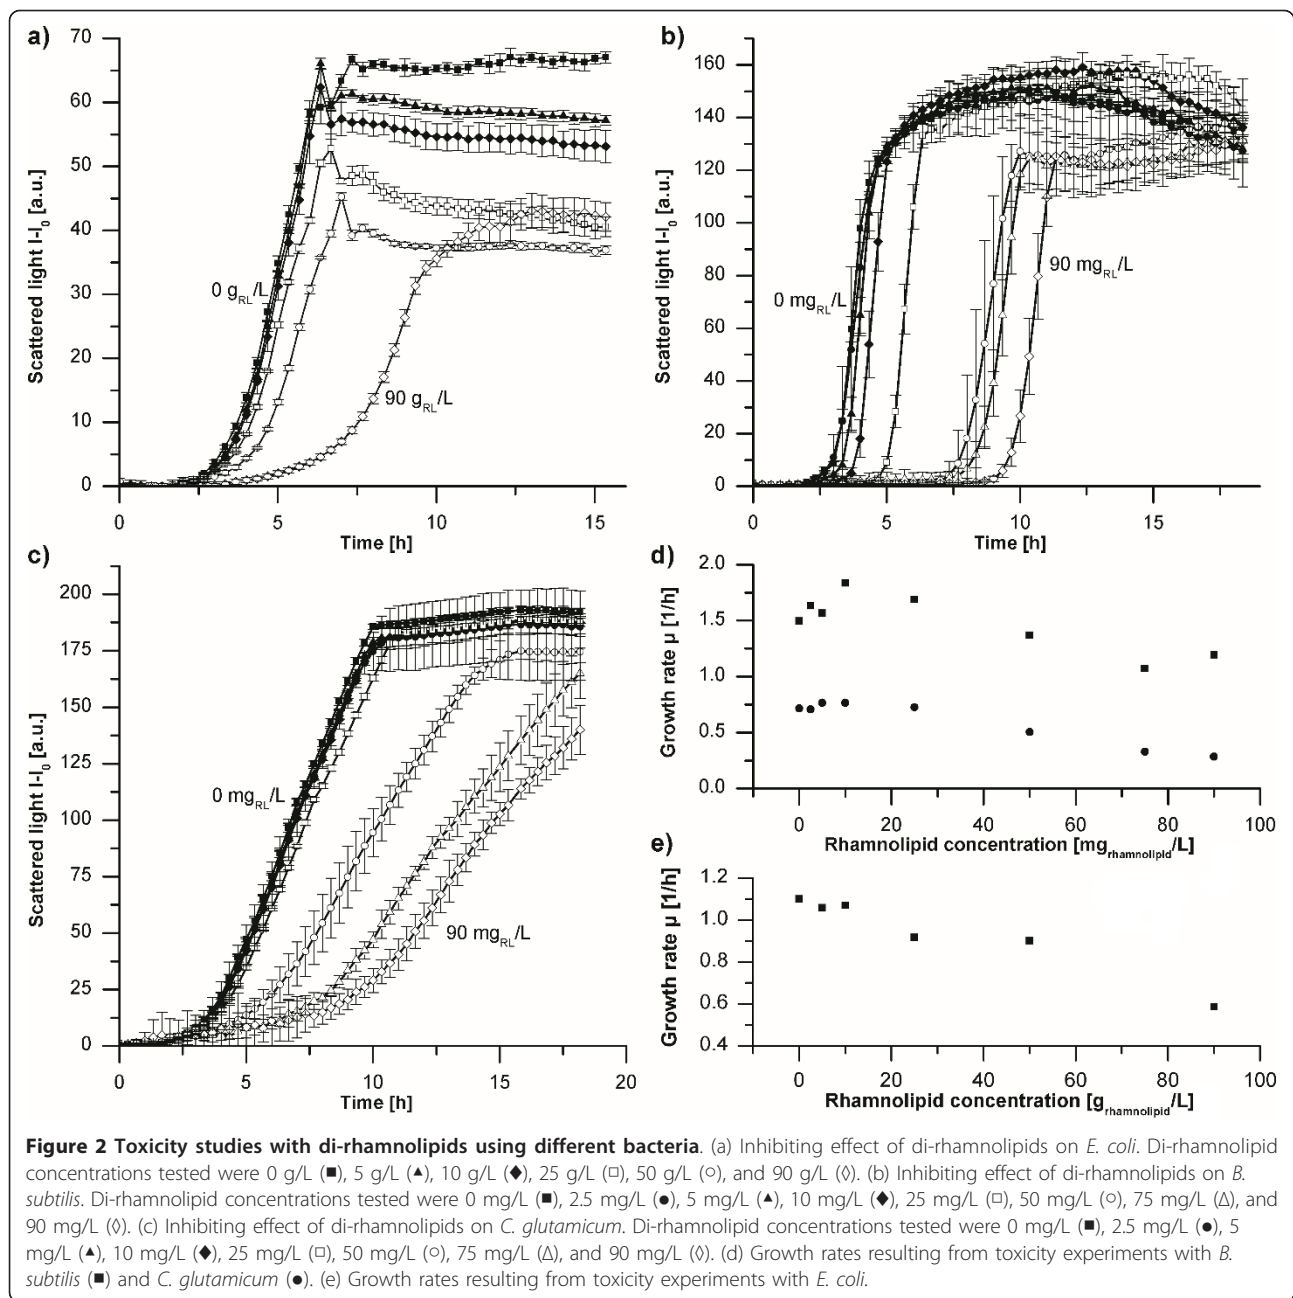 a)
70
60
50
40
30
20
10
0
Scattered light I-I0 [a.u.]
0 gRL/L
90 gRL/L
0
5
10
15
Time [h]
b)
160
140
120
100
80
60
40
20
0
Scattered light I-I0 [a.u.]
0 mgRL/L
90 mgRL/L
0
5
10
15
Time [h]
c)
200
175
150
125
100
75
50
25
0
Scattered light I-I0 [a.u.]
0 mgRL/L
90 mgRL/L
0
5
10
15
20
Time [h]
d)
2.0
1.5
1.0
0.5
0.0
Growth rate µ [1/h]
0
20
40
60
80
100
Rhamnolipid concentration [mgrhamnolipid/L]
e)
1.2
1.0
0.8
0.6
0.4
Growth rate µ [1/h]
0
20
40
60
80
100
Rhamnolipid concentration [grhamnolipid/L]
Figure 2 Toxicity studies with di-rhamnolipids using different bacteria. (a) Inhibiting effect of di-rhamnolipids on E. coli. Di-rhamnolipid
concentrations tested were 0 g/L (■), 5 g/L (▲), 10 g/L (◆), 25 g/L (□), 50 g/L (○), and 90 g/L (◊). (b) Inhibiting effect of di-rhamnolipids on B.
subtilis. Di-rhamnolipid concentrations tested were 0 mg/L (■), 2.5 mg/L (●), 5 mg/L (▲), 10 mg/L (◆), 25 mg/L (□), 50 mg/L (○), 75 mg/L (△), and
90 mg/L (◊). (c) Inhibiting effect of di-rhamnolipids on C. glutamicum. Di-rhamnolipid concentrations tested were 0 mg/L (■), 2.5 mg/L (●), 5
mg/L (▲), 10 mg/L (◆), 25 mg/L (□), 50 mg/L (○), 75 mg/L (△), and 90 mg/L (◊). (d) Growth rates resulting from toxicity experiments with B.
subtilis (■) and C. glutamicum (●). (e) Growth rates resulting from toxicity experiments with E. coli.